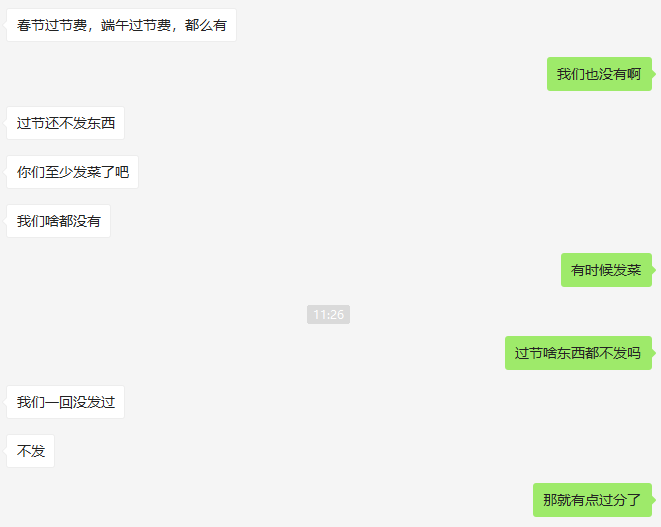 春节过节费，端午过节费，都么有
我们也没有啊
过节还不发东西
你们至少发菜了吧
我们啥都没有
有时候发菜
11:26
过节啥东西都不发吗
我们一回没发过
不发
那就有点过分了